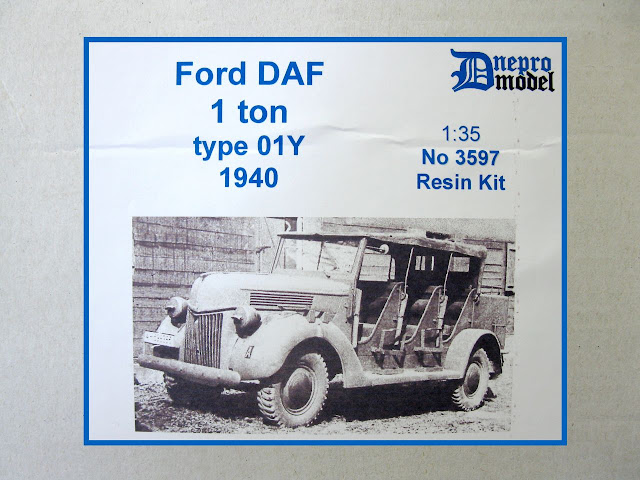 Ford DAF
1 ton
type 01Y
1940
Dnepro
model
1:35
No 3597
Resin Kit